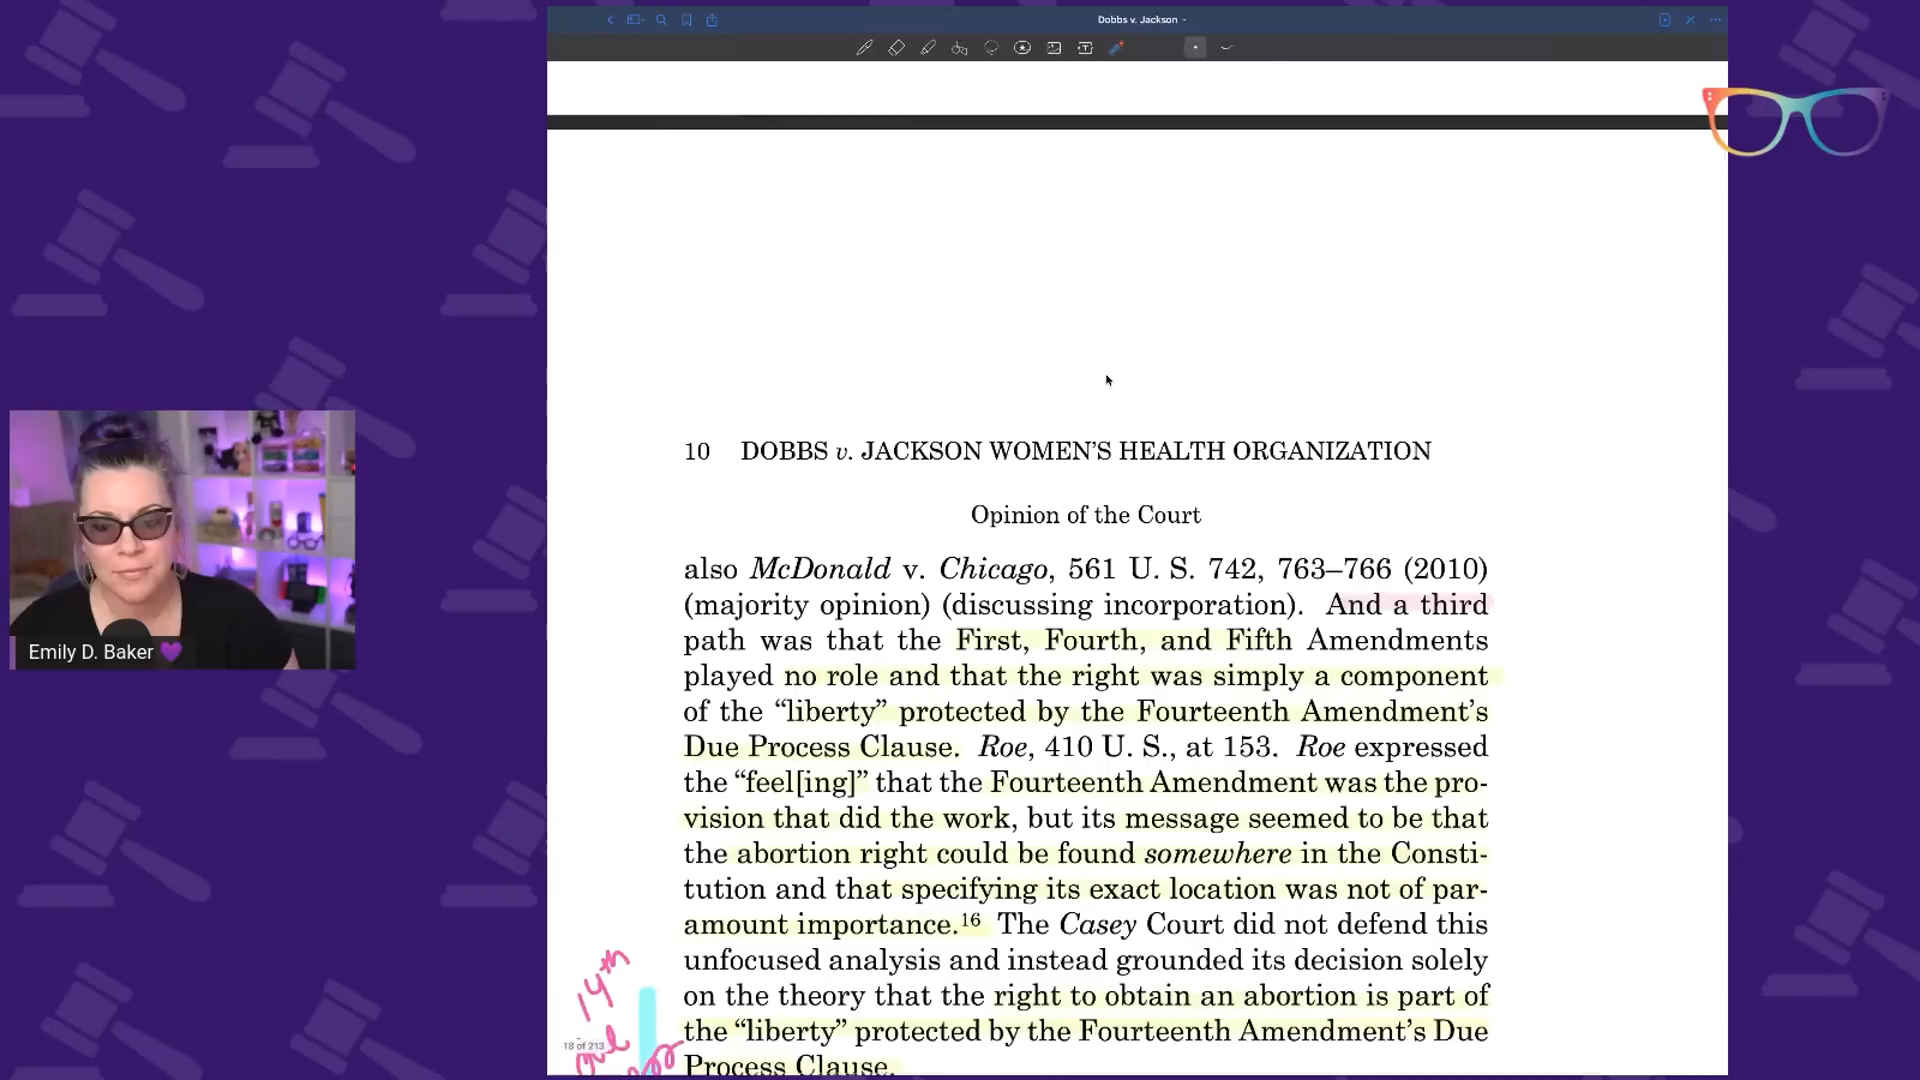 Dobbs v. Jackson
10 DOBBS v. JACKSON WOMEN'S HEALTH ORGANIZATION
Opinion of the Court
also McDonald v. Chicago, 561 U. S. 742, 763–766 (2010)
(majority opinion) (discussing incorporation). And a third
path was that the First, Fourth, and Fifth Amendments
played no role and that the right was simply a component
of the “liberty” protected by the Fourteenth Amendment’s
Due Process Clause. Roe, 410 U. S., at 153. Roe expressed
the “feel[ing]” that the Fourteenth Amendment was the pro-
vision that did the work, but its message seemed to be that
the abortion right could be found somewhere in the Consti-
tution and that specifying its exact location was not of par-
amount importance.16 The Casey Court did not defend this
unfocused analysis and instead grounded its decision solely
on the theory that the right to obtain an abortion is part of
the “liberty” protected by the Fourteenth Amendment’s Due
Process Clause.
14th
18 of 213
Emily D. Baker 💜